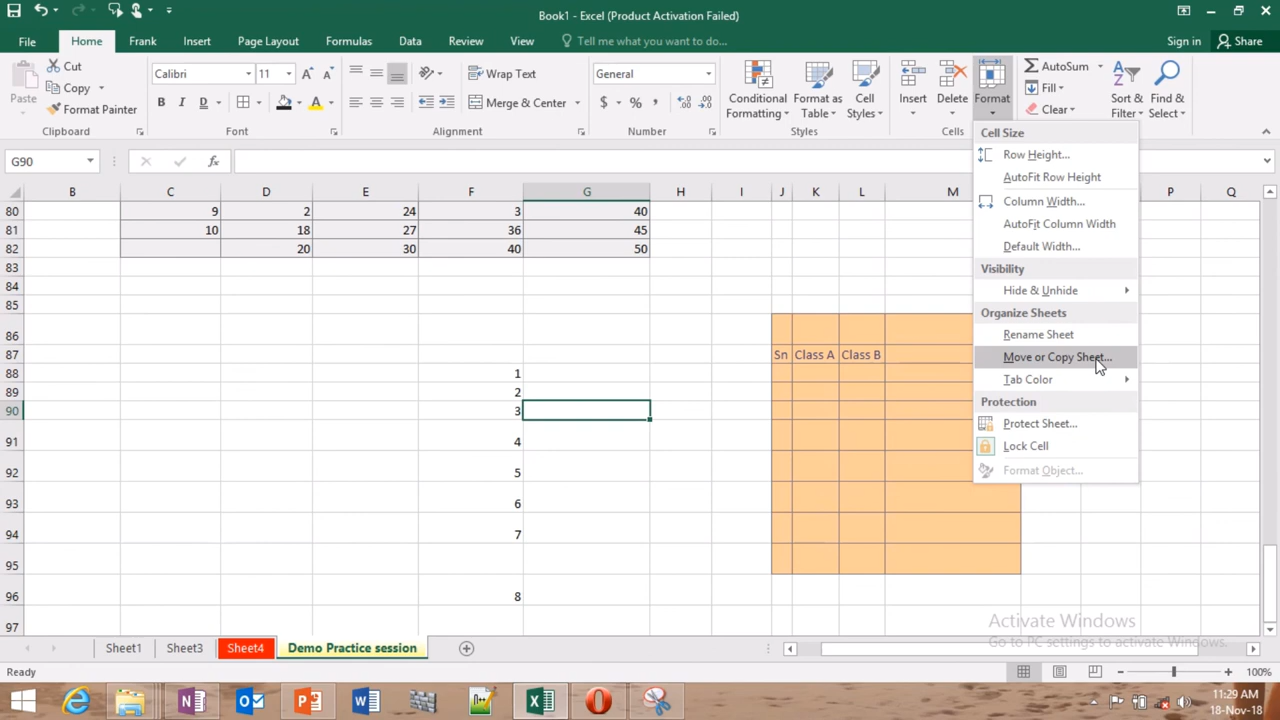 Book1 - Excel (Product Activation Failed)
File Home Frank Insert Page Layout Formulas Data Review View Tell me what you want to do... Sign in Share
Paste Cut Copy Format Painter Clipboard
Calibri 11 B I D A Font
Wrap Text Merge & Center Alignment
General $ % , Number
Conditional Formatting Format as Table Cell Styles Styles
Insert Delete Format Cells
AutoSum Fill Clear Sort & Filter Find & Select
G90 fx
B C D E F G H I J K L M P Q
80 9 2 24 3 40
81 10 18 27 36 45
82 20 30 40 50
83
84
85
86
87 Sn Class A Class B
88 1
89 2
90 3
91 4
92 5
93 6
94 7
95
96 8
97
Cell Size
Row Height...
AutoFit Row Height
Column Width...
AutoFit Column Width
Default Width...
Visibility
Hide & Unhide
Organize Sheets
Rename Sheet
Move or Copy Sheet...
Tab Color
Protection
Protect Sheet...
Lock Cell
Format Object...
Activate Windows
Go to PC settings to activate Windows.
Sheet1 Sheet3 Sheet4 Demo Practice session
Ready 100%
11:29 AM
18-Nov-18